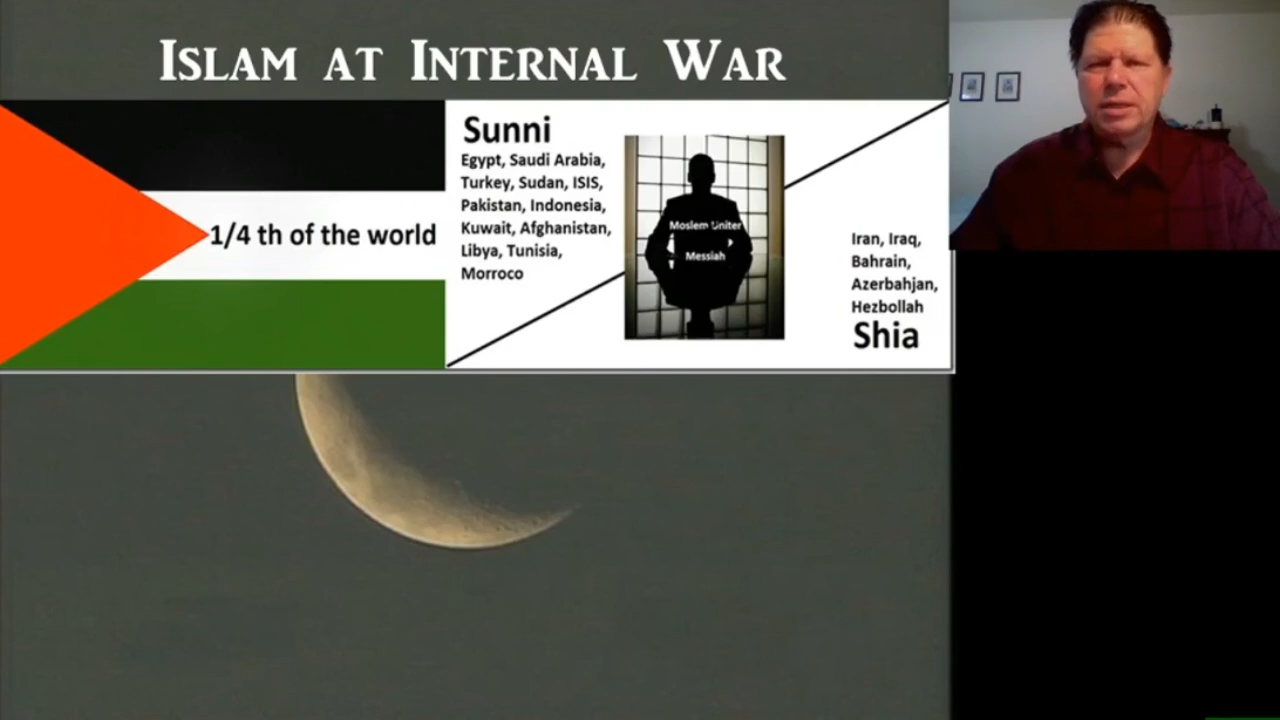 Islam at Internal War
1/4 th of the world
Sunni
Egypt, Saudi Arabia,
Turkey, Sudan, ISIS,
Pakistan, Indonesia,
Kuwait, Afghanistan,
Libya, Tunisia,
Morroco
Moslem Uniter
Messiah
Iran, Iraq,
Bahrain,
Azerbahjan,
Hezbollah
Shia